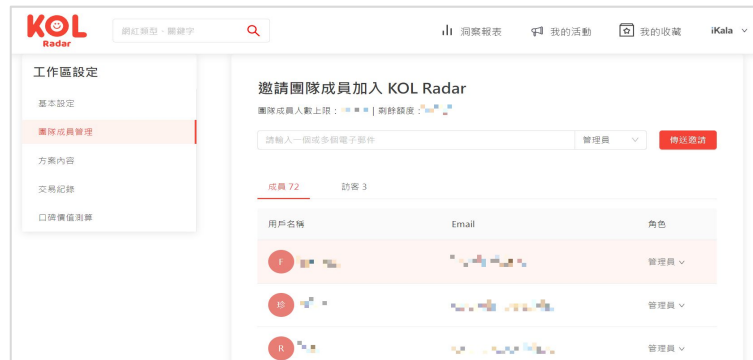 KOL
Radar
網紅類型、關鍵字
洞察報表
我的活動
我的收藏
iKala
工作區設定
基本設定
團隊成員管理
方案內容
交易紀錄
口碑價值測算
邀請團隊成員加入 KOL Radar
團隊成員人數上限： | 剩餘額度：
請輸入一個或多個電子郵件
管理員
傳送邀請
成員 72
訪客 3
用戶名稱
Email
角色
F
管理員
珍
管理員
R
管理員